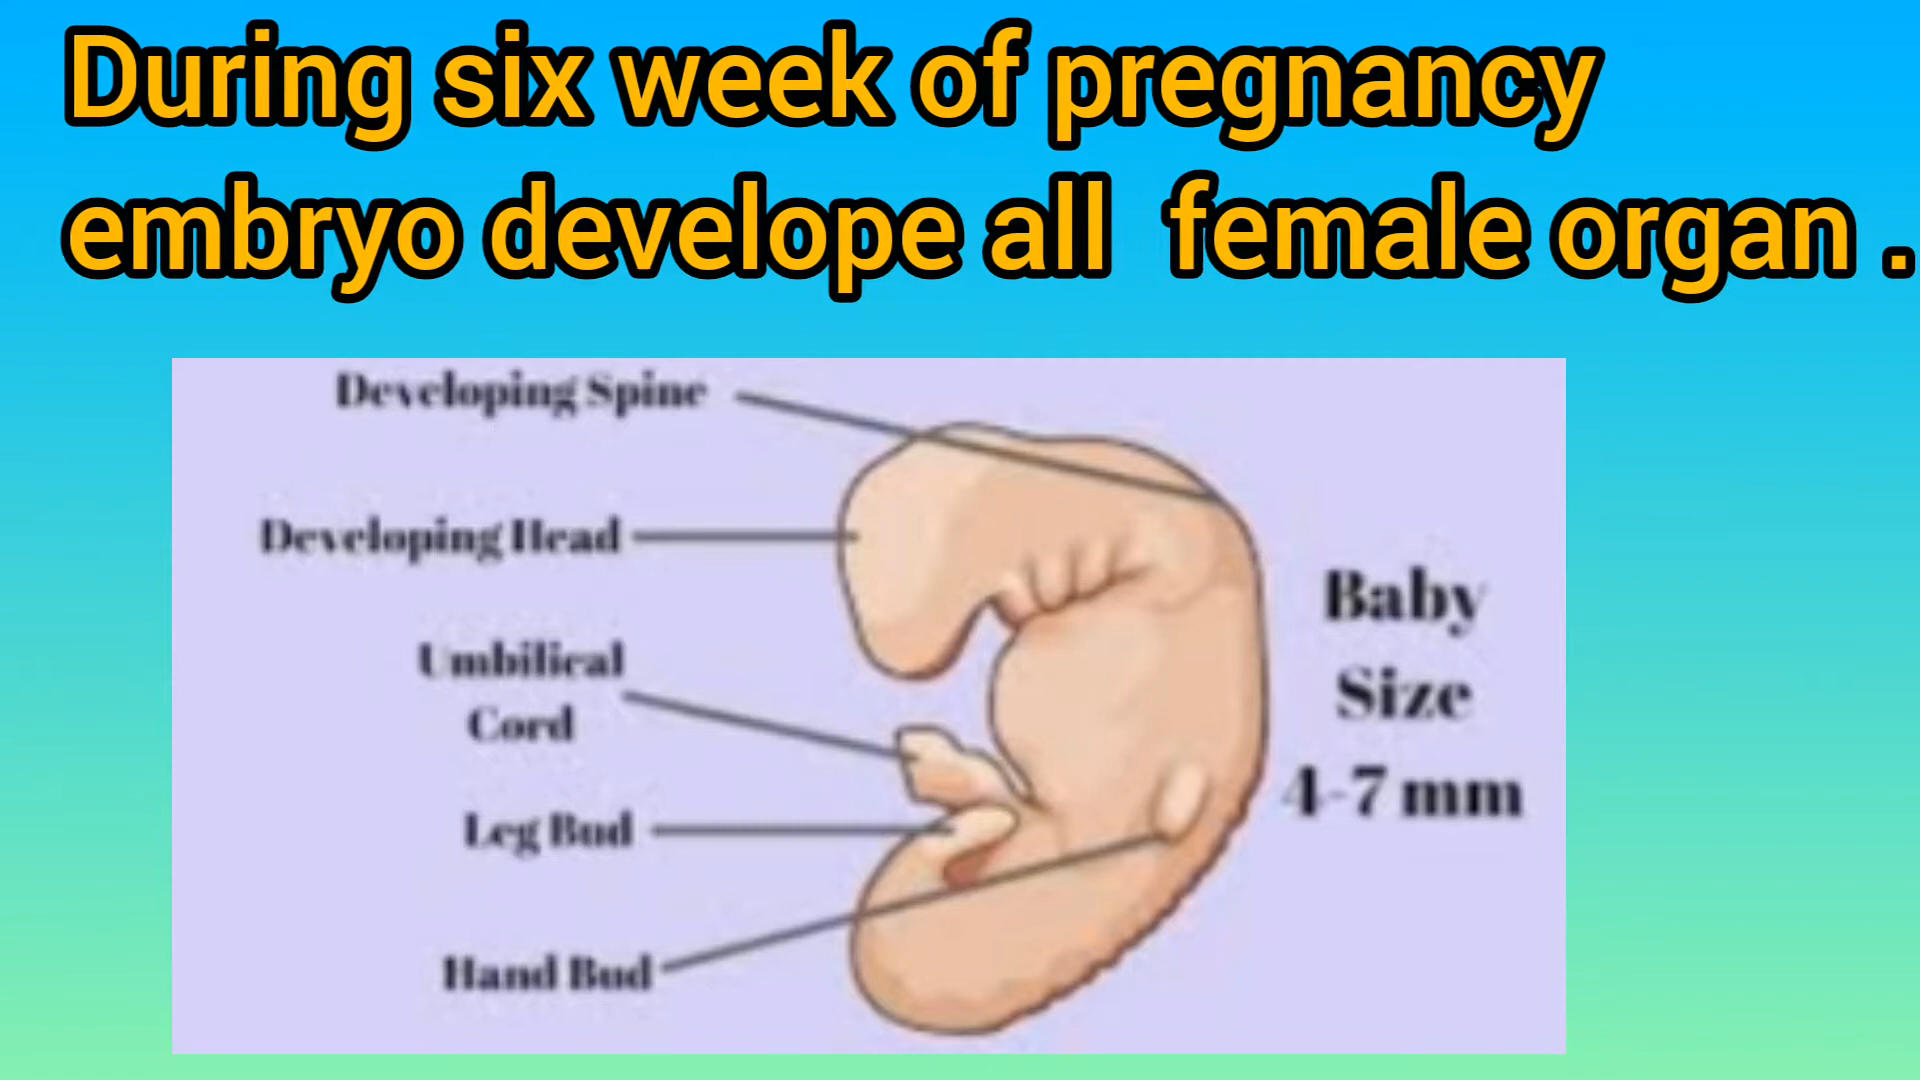 During six week of pregnancy
embryo develope all female organ .
Developing Spine
Developing Head
Umbilical
Cord
Leg Bud
Hand Bud
Baby
Size
4-7 mm